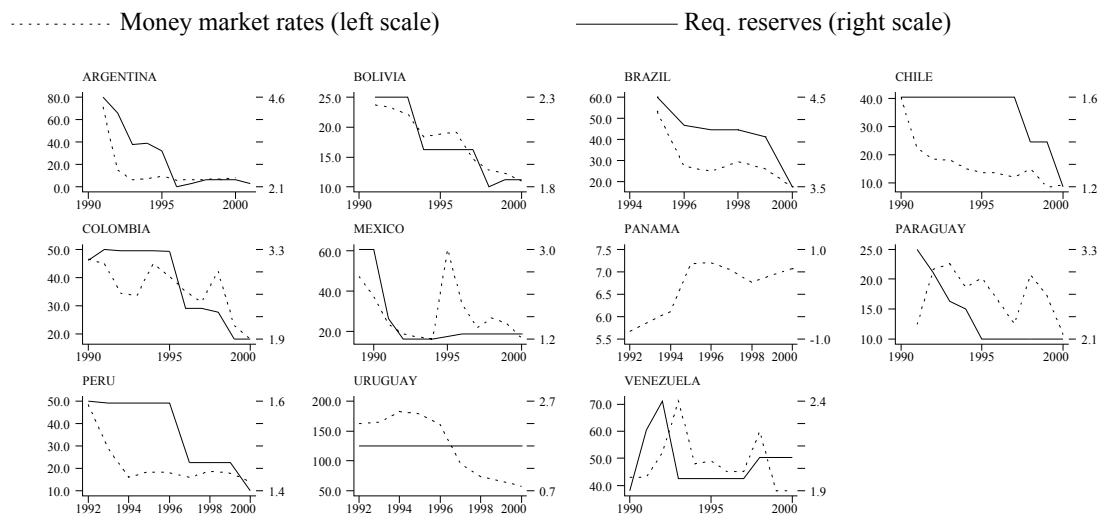 Money market rates (left scale) Req. reserves (right scale)
ARGENTINA BOLIVIA BRAZIL CHILE
80.0 4.6 25.0 2.3 60.0 4.5 40.0 1.6
60.0 20.0 50.0 30.0
40.0 15.0 40.0 20.0
20.0 30.0
0.0 2.1 10.0 1.8 20.0 3.5 10.0 1.2
1990 1995 2000 1990 1995 2000 1994 1996 1998 2000 1990 1995 2000
COLOMBIA MEXICO PANAMA PARAGUAY
50.0 3.3 60.0 3.0 7.5 1.0 25.0 3.3
40.0 40.0 7.0 20.0
30.0 6.5 15.0
20.0 20.0 6.0
1.9 1.2 5.5 -1.0 10.0 2.1
1990 1995 2000 1990 1995 2000 1992 1994 1996 1998 2000 1990 1995 2000
PERU URUGUAY VENEZUELA
50.0 1.6 200.0 2.7 70.0 2.4
40.0 150.0 60.0
30.0 100.0 50.0
20.0 40.0
10.0 1.4 50.0 0.7 1.9
1992 1994 1996 1998 2000 1992 1994 1996 1998 2000 1990 1995 2000